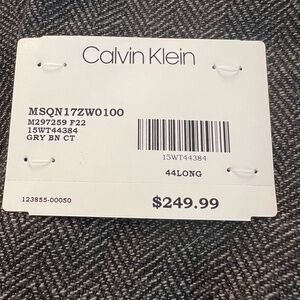 Calvin Klein
MSQN17ZW0100
M297259 F22
15WT44384
GRY BN CT
15WT44384
44LONG
123855-00050
$249.99